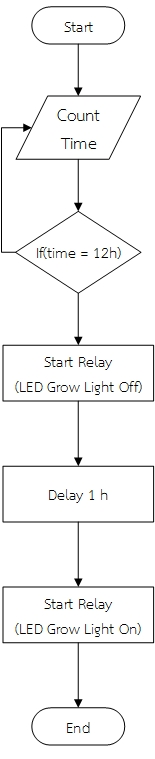 Start
Count
Time
If(time = 12h)
Start Relay
(LED Grow Light Off)
Delay 1 h
Start Relay
(LED Grow Light On)
End